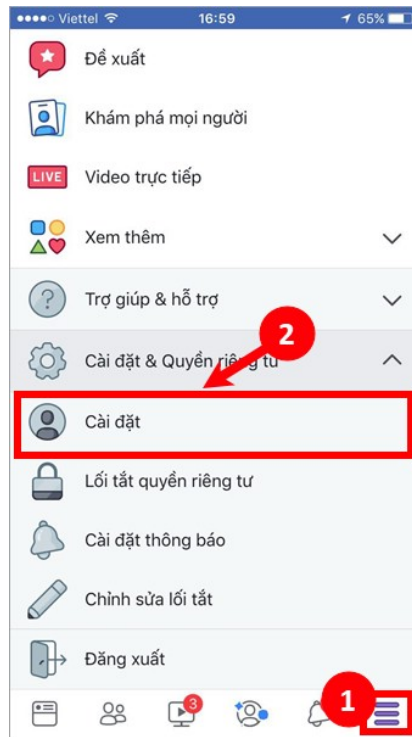 Viettel 16:59 65%
Đề xuất
Khám phá mọi người
LIVE Video trực tiếp
Xem thêm
? Trợ giúp & hỗ trợ
2
Cài đặt & Quyền riêng tư
Cài đặt
Lối tắt quyền riêng tư
Cài đặt thông báo
Chỉnh sửa lối tắt
Đăng xuất
3 1